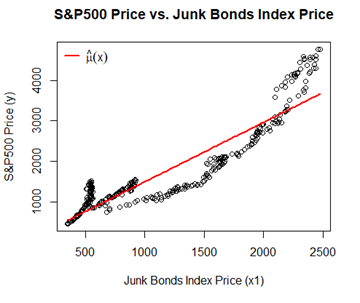 S&P500 Price vs. Junk Bonds Index Price
μ̂(x)
S&P500 Price (y)
4000
3000
2000
1000
500 1000 1500 2000 2500
Junk Bonds Index Price (x1)